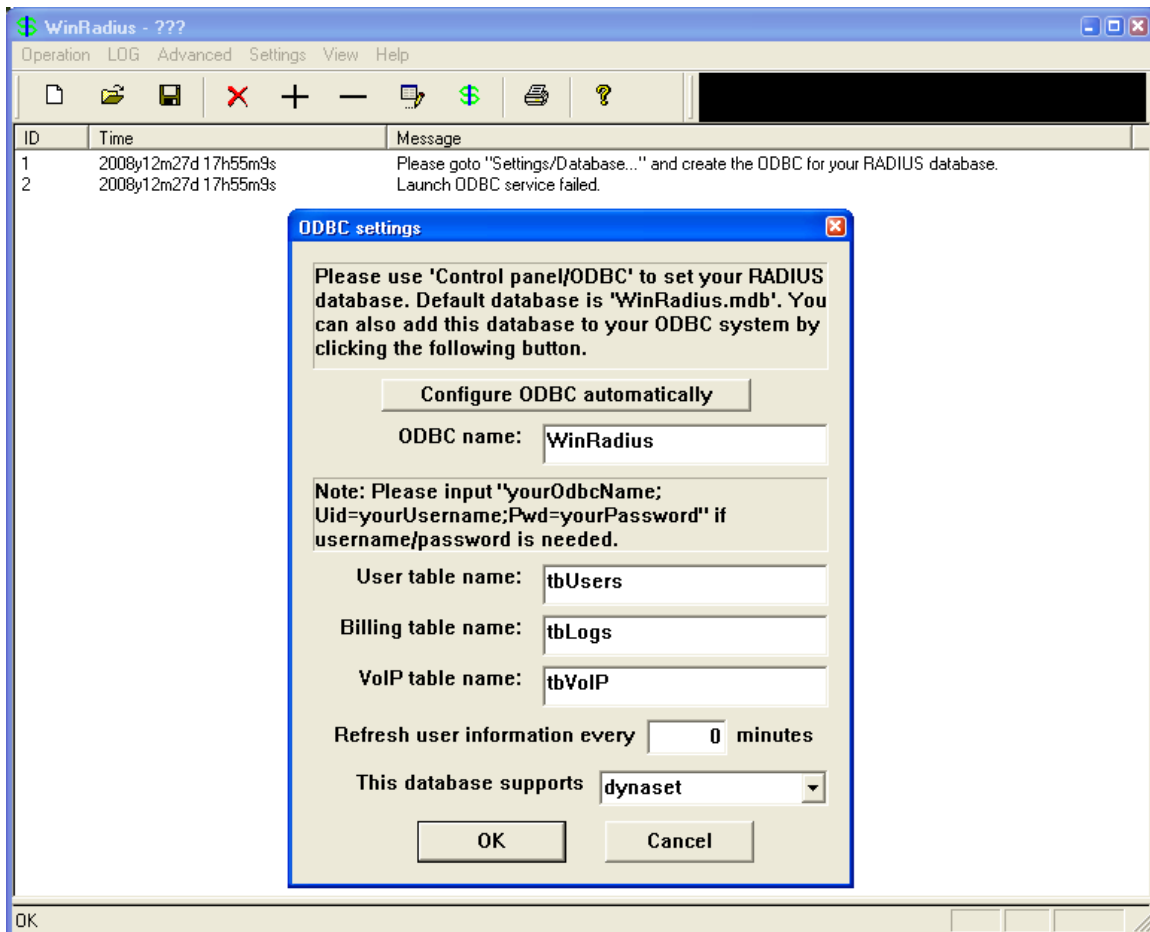 WinRadius - ???
Operation LOG Advanced Settings View Help
ID Time Message
1 2008y12m27d 17h55m9s Please goto "Settings/Database..." and create the ODBC for your RADIUS database.
2 2008y12m27d 17h55m9s Launch ODBC service failed.
ODBC settings
Please use 'Control panel/ODBC' to set your RADIUS
database. Default database is 'WinRadius.mdb'. You
can also add this database to your ODBC system by
clicking the following button.
Configure ODBC automatically
ODBC name: WinRadius
Note: Please input "yourOdbcName;
Uid=yourUsername;Pwd=yourPassword" if
username/password is needed.
User table name: tbUsers
Billing table name: tbLogs
VoIP table name: tbVoIP
Refresh user information every 0 minutes
This database supports dynaset
OK Cancel
OK